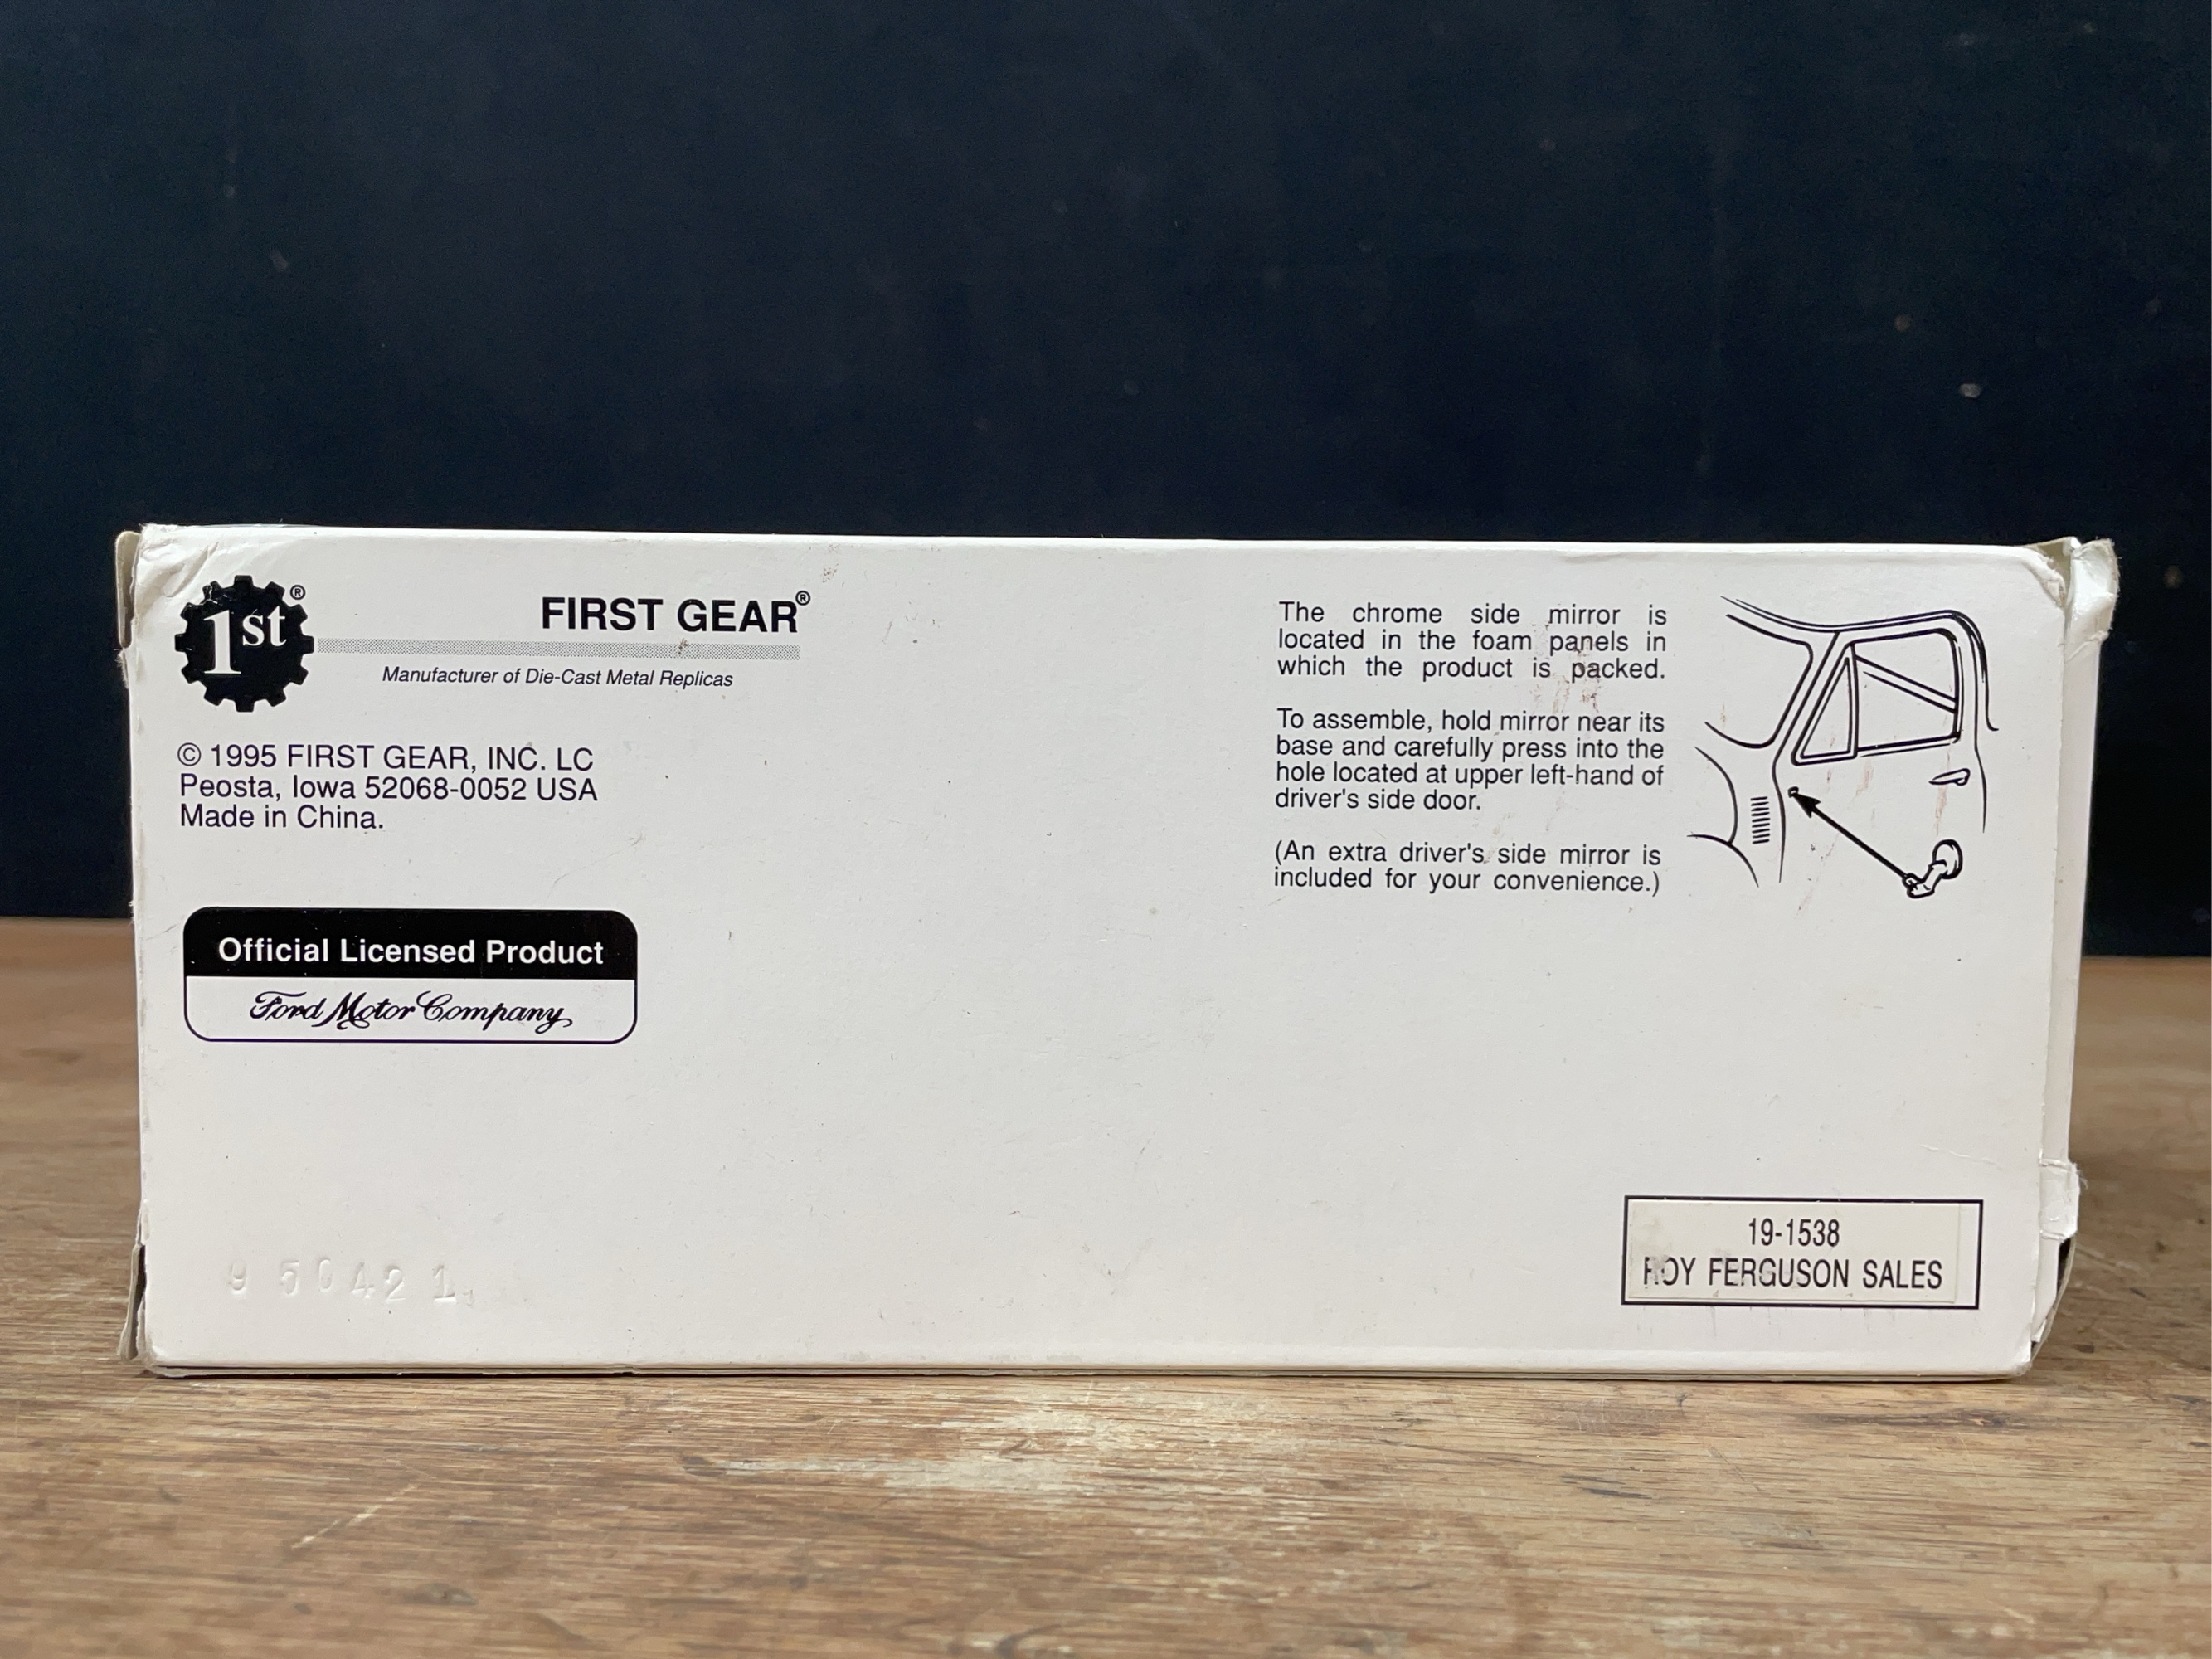 1st®
FIRST GEAR®
Manufacturer of Die-Cast Metal Replicas
© 1995 FIRST GEAR, INC. LC
Peosta, Iowa 52068-0052 USA
Made in China.
Official Licensed Product
Ford Motor Company
950421
The chrome side mirror is
located in the foam panels in
which the product is packed.
To assemble, hold mirror near its
base and carefully press into the
hole located at upper left-hand of
driver's side door.
(An extra driver's side mirror is
included for your convenience.)
19-1538
ROY FERGUSON SALES